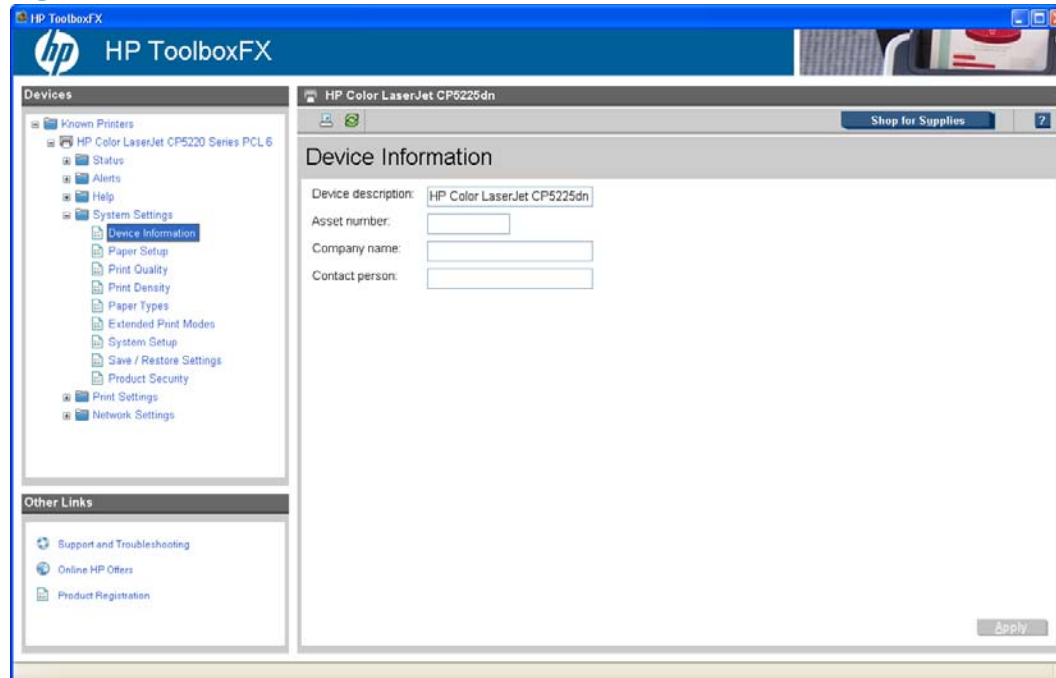 HP ToolboxFX
hp HP ToolboxFX
Devices
Known Printers
HP Color LaserJet CP5220 Series PCL 6
Status
Alerts
Help
System Settings
Device Information
Paper Setup
Print Quality
Print Density
Paper Types
Extended Print Modes
System Setup
Save / Restore Settings
Product Security
Print Settings
Network Settings
Other Links
Support and Troubleshooting
Online HP Offers
Product Registration
HP Color LaserJet CP5225dn
Shop for Supplies ?
Device Information
Device description: HP Color LaserJet CP5225dn
Asset number:
Company name:
Contact person:
Apply